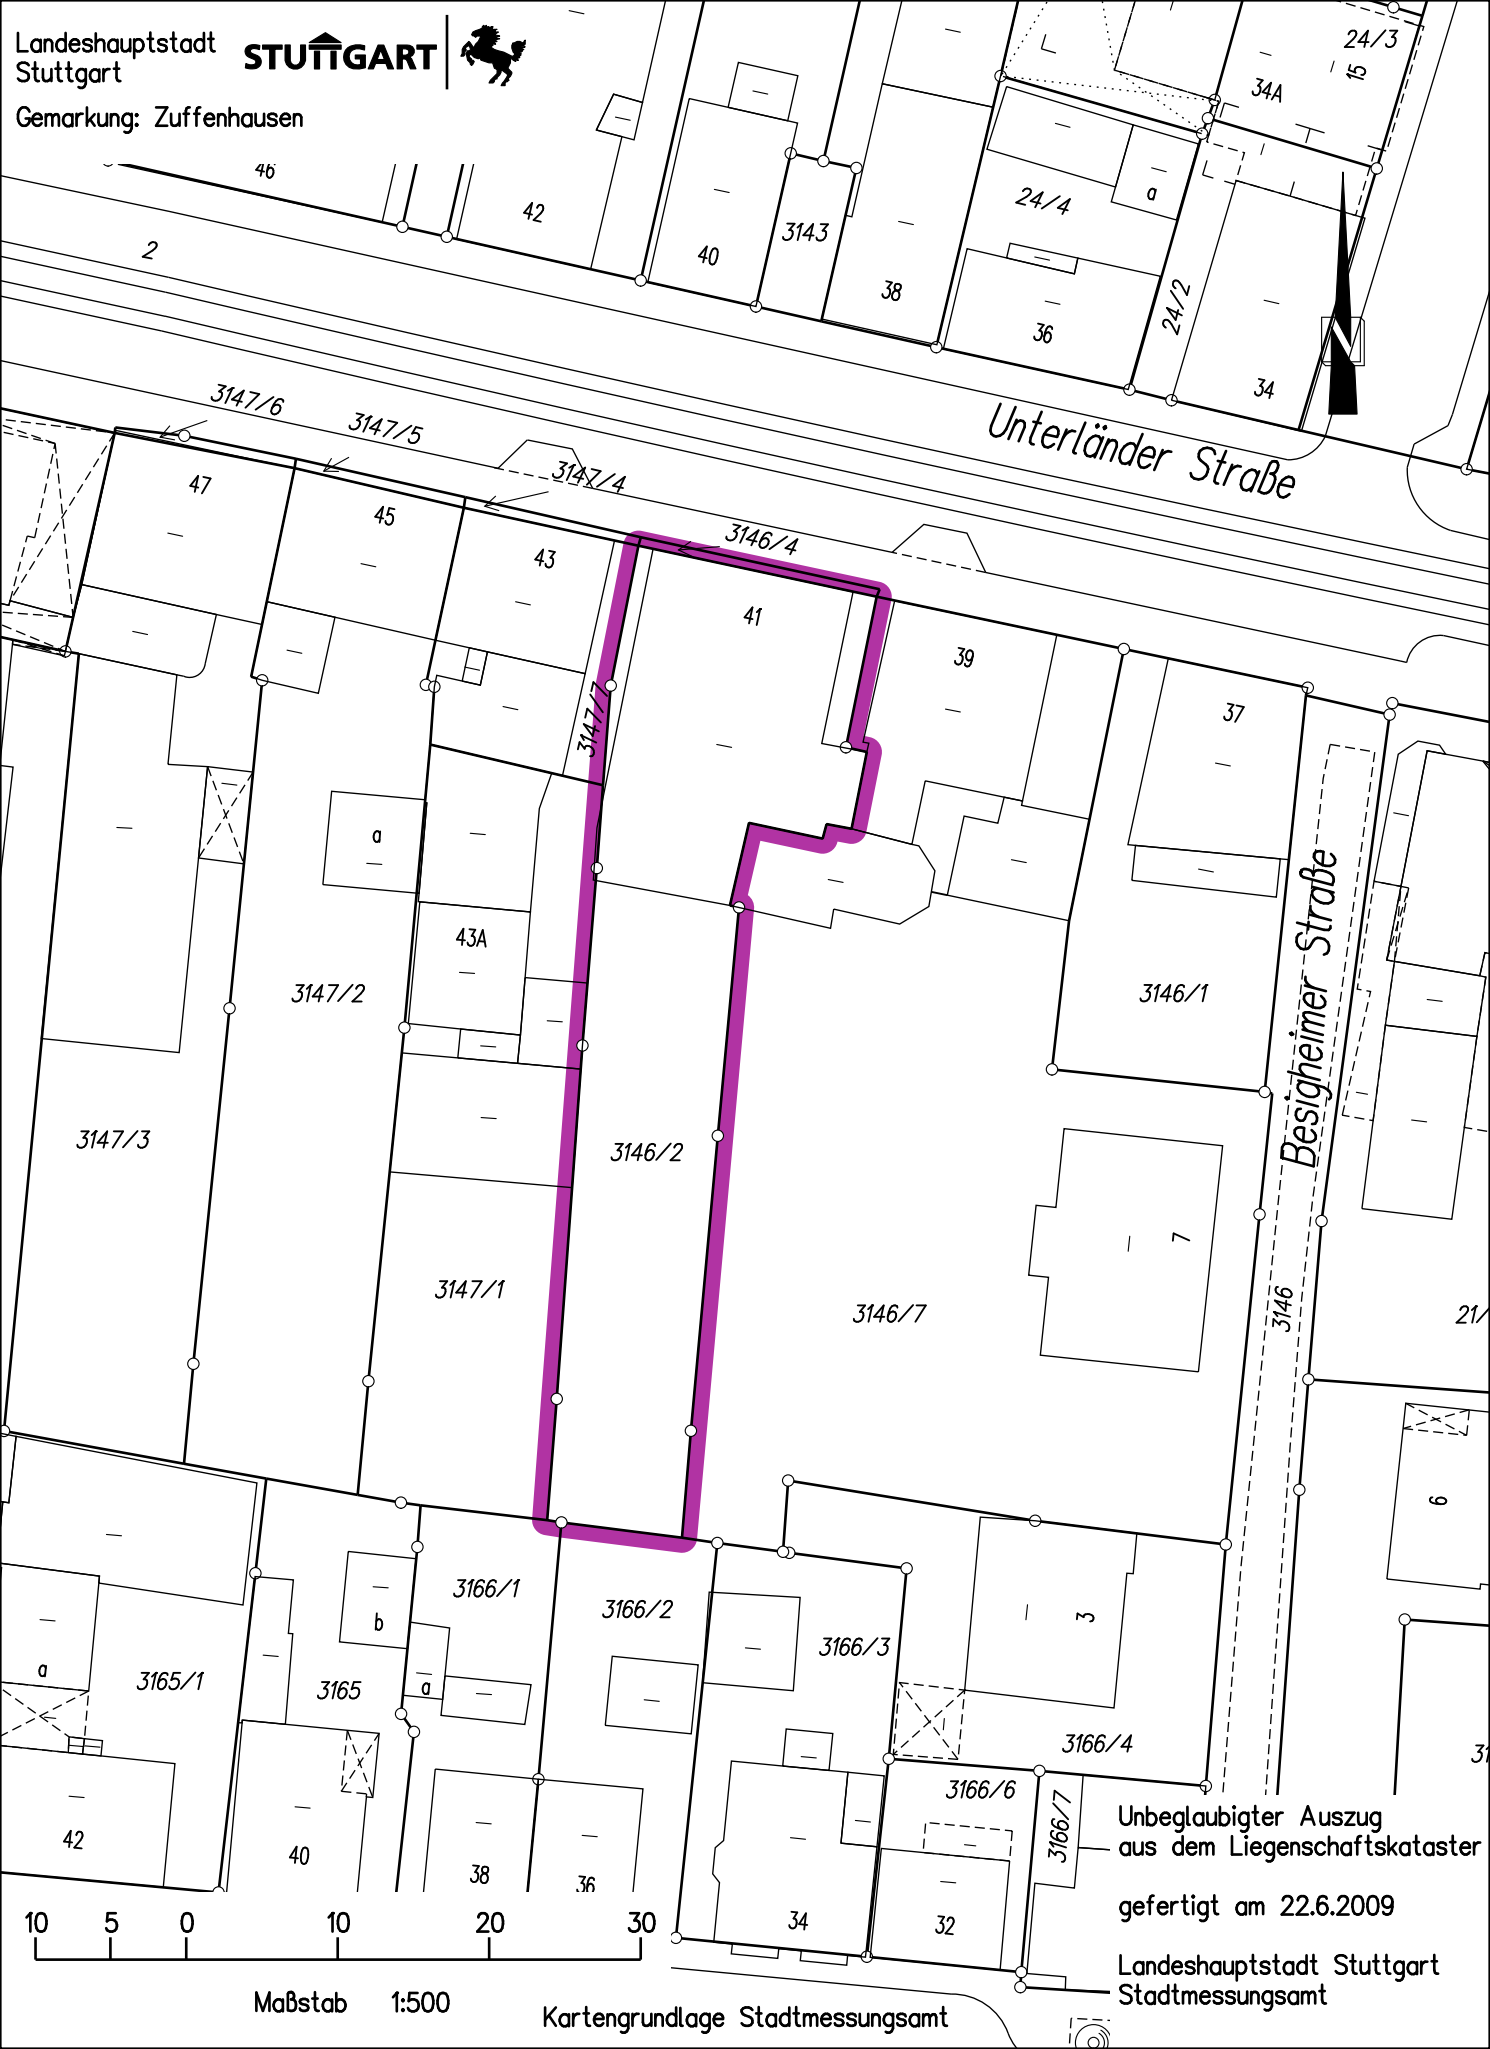 Landeshauptstadt
Stuttgart
STUTTGART
Gemarkung: Zuffenhausen
24/3
15
34A
46
42
40
3143
38
24/4
a
36
24/2
34
2
Unterländer Straße
3147/6
3147/5
3147/4
3146/4
47
45
43
41
39
37
3147/7
a
43A
3147/2
3146/1
Besigheimer Straße
3147/3
3146/2
7
3147/1
3146/7
3146
21/
6
3166/1
3166/2
3
b
3166/3
a
3165/1
3165
a
3166/4
31
3166/6
3166/7
42
40
38
36
34
32
Unbeglaubigter Auszug
aus dem Liegenschaftskataster
gefertigt am 22.6.2009
Landeshauptstadt Stuttgart
Stadtmessungsamt
10 5 0 10 20 30
Maßstab 1:500
Kartengrundlage Stadtmessungsamt